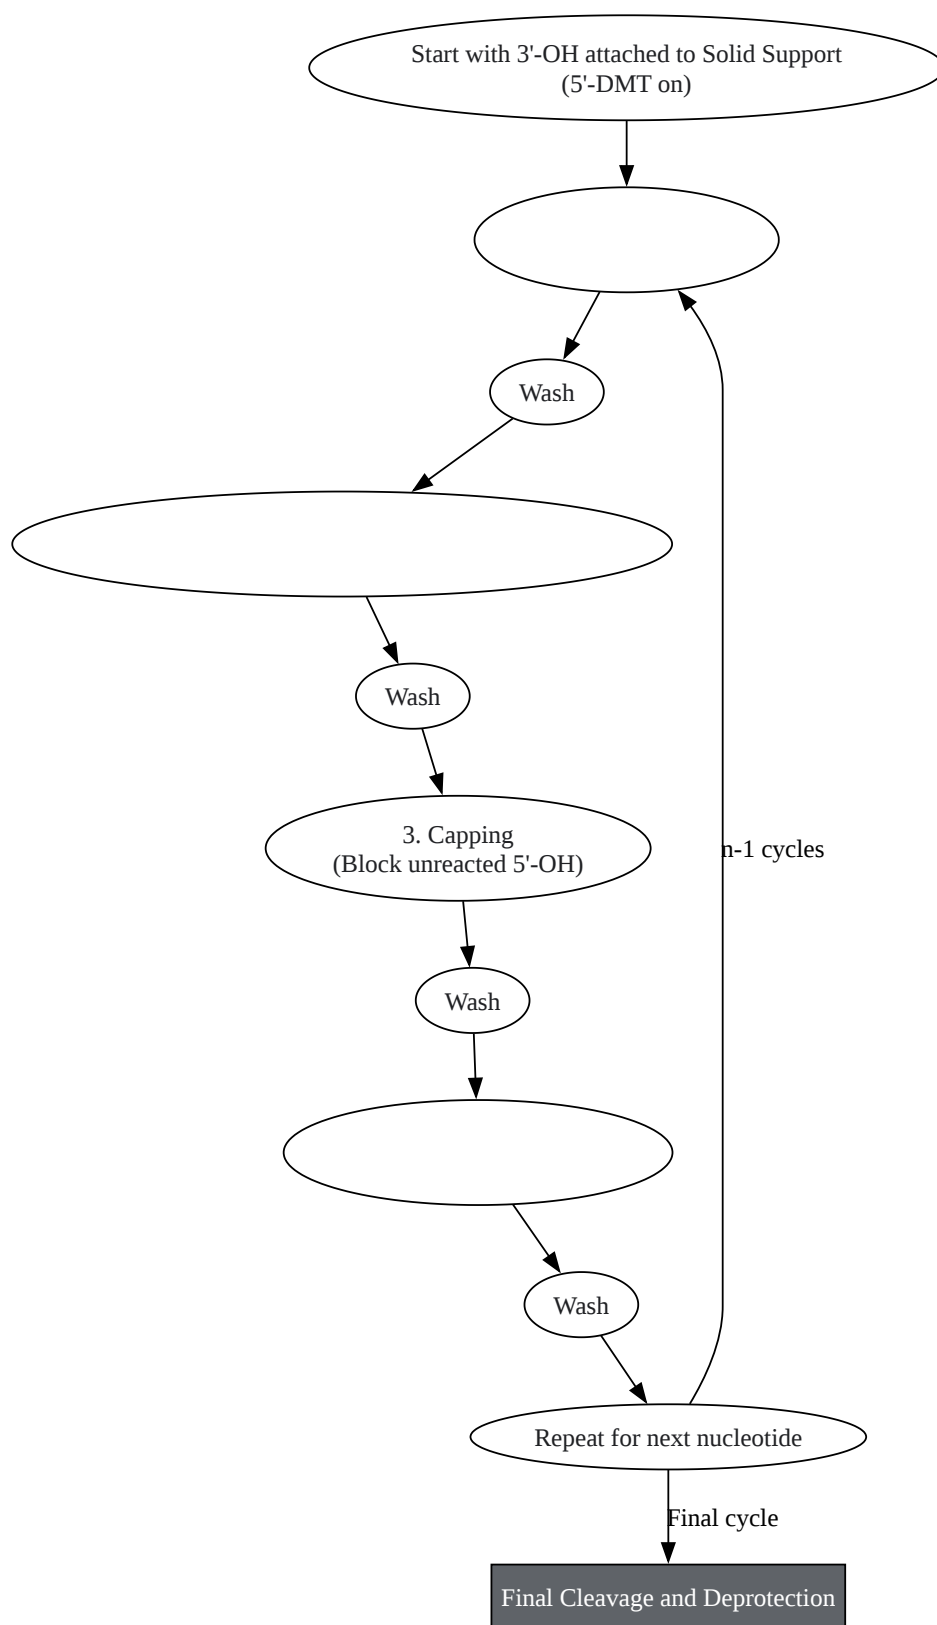 Start with 3'-OH attached to Solid Support
(5'-DMT on)
Wash
Wash
3. Capping
(Block unreacted 5'-OH)
n-1 cycles
Wash
Wash
Repeat for next nucleotide
Final cycle
Final Cleavage and Deprotection